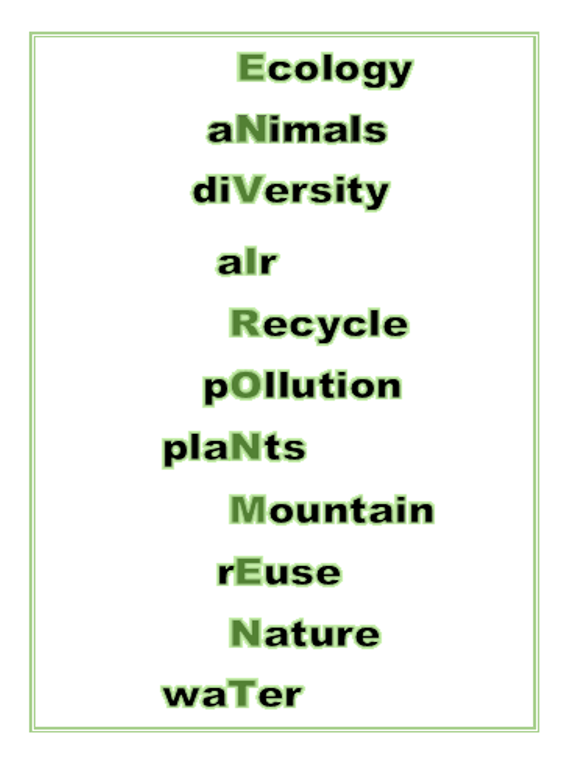 Ecology
aNimals
diVersity
aIr
Recycle
pOllution
plaNts
Mountain
rEuse
Nature
waTer